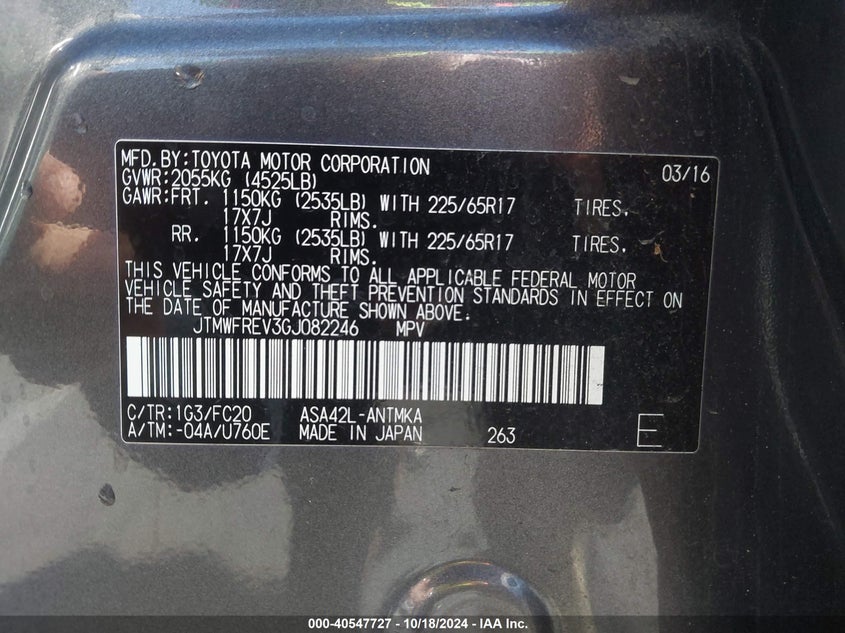 MFD.BY:TOYOTA MOTOR CORPORATION 03/16
GVWR:2055KG (4525LB)
GAWR:FRT. 1150KG (2535LB) WITH 225/65R17 TIRES,
17X7J RIMS.
RR. 1150KG (2535LB) WITH 225/65R17 TIRES,
17X7J RIMS.
THIS VEHICLE CONFORMS TO ALL APPLICABLE FEDERAL MOTOR
VEHICLE SAFETY AND THEFT PREVENTION STANDARDS IN EFFECT ON
THE DATE OF MANUFACTURE SHOWN ABOVE.
JTMWFREV3GJ082246 MPV
C/TR:1G3/FC20 ASA42L-ANTMKA
A/TM:-04A/U760E MADE IN JAPAN 263 E
000-40547727 - 10/18/2024 - IAA Inc.